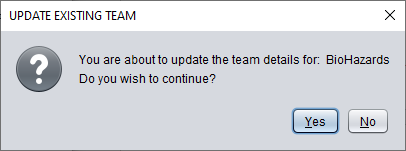 UPDATE EXISTING TEAM
You are about to update the team details for: BioHazards
Do you wish to continue?
Yes No